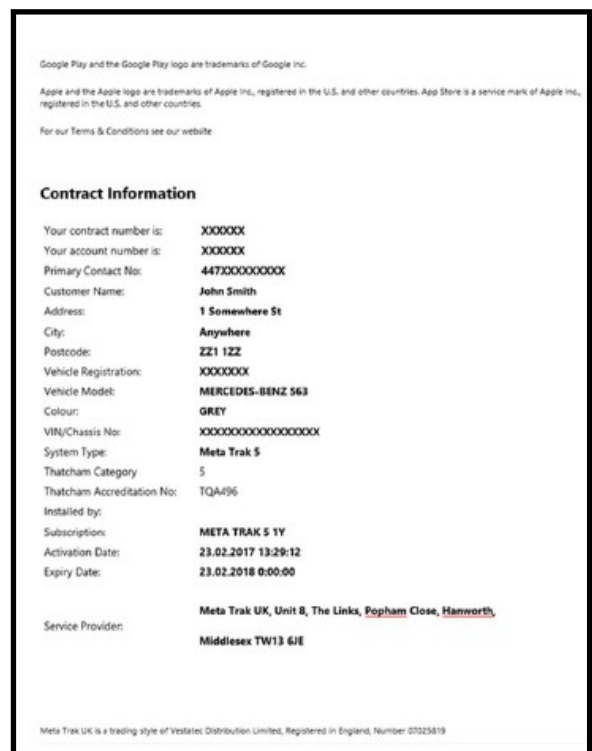 Google Play and the Google Play logo are trademarks of Google Inc.
Apple and the Apple logo are trademarks of Apple Inc., registered in the U.S. and other countries. App Store is a service mark of Apple Inc.,
registered in the U.S. and other countries.
For our Terms & Conditions see our website
Contract Information
Your contract number is: XXXXXX
Your account number is: XXXXXX
Primary Contact No: 447XXXXXXXXX
Customer Name: John Smith
Address: 1 Somewhere St
City: Anywhere
Postcode: ZZ1 1ZZ
Vehicle Registration: XXXXXXX
Vehicle Model: MERCEDES-BENZ S63
Colour: GREY
VIN/Chassis No: XXXXXXXXXXXXXXXXX
System Type: Meta Trak 5
Thatcham Category 5
Thatcham Accreditation No: TQA496
Installed by:
Subscription: META TRAK 5 1Y
Activation Date: 23.02.2017 13:29:12
Expiry Date: 23.02.2018 0:00:00
Meta Trak UK, Unit 8, The Links, Popham Close, Hanworth,
Service Provider:
Middlesex TW13 6JE
Meta Trak UK is a trading style of Vestatec Distribution Limited, Registered in England, Number 07025819